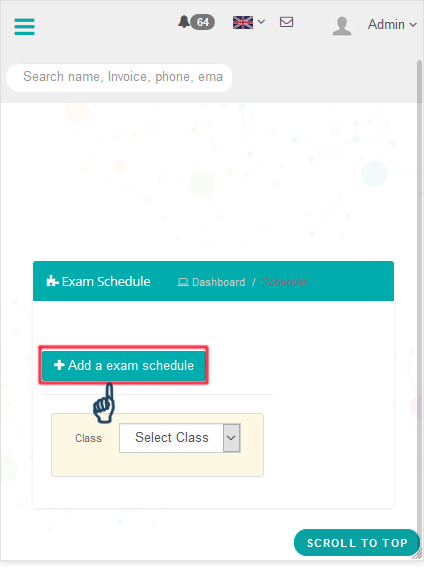 64
Admin
Search name, Invoice, phone, ema
Exam Schedule
Dashboard / Schedule
Add a exam schedule
Class
Select Class
SCROLL TO TOP